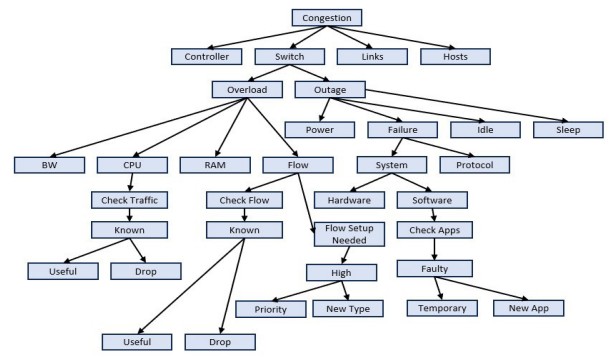 Congestion
Controller
Switch
Links
Hosts
Overload
Outage
Power
Failure
Idle
Sleep
BW
CPU
RAM
Flow
System
Protocol
Check Traffic
Check Flow
Hardware
Software
Known
Known
Flow Setup
Needed
Check Apps
Useful
Drop
High
Faulty
Priority
New Type
Temporary
New App
Useful
Drop